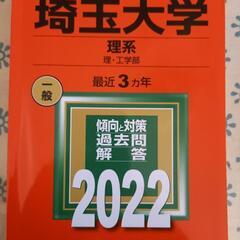 埼玉大学
理系
理・工学部
一般
最近3カ年
傾向と対策
過去問
解答
2022